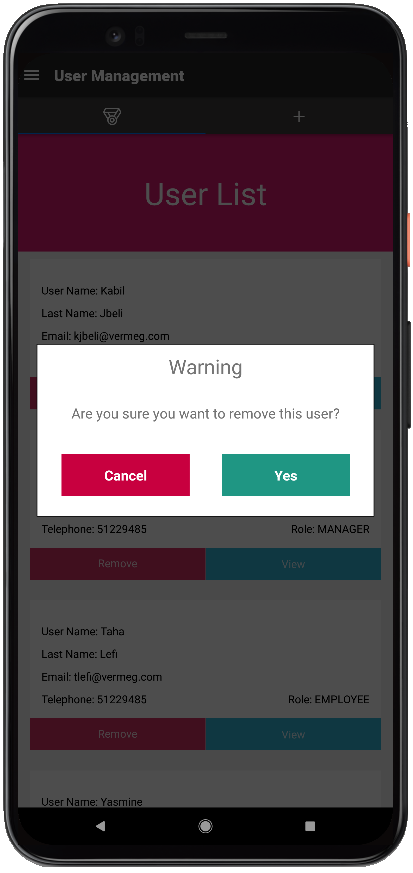 User Management
User List
User Name: Kabil
Last Name: Jbeli
Email: kjbeli@vermeg.com
Warning
Are you sure you want to remove this user?
Cancel Yes
Telephone: 51229485 Role: MANAGER
Remove View
User Name: Taha
Last Name: Lefi
Email: tlefi@vermeg.com
Telephone: 51229485 Role: EMPLOYEE
Remove View
User Name: Yasmine